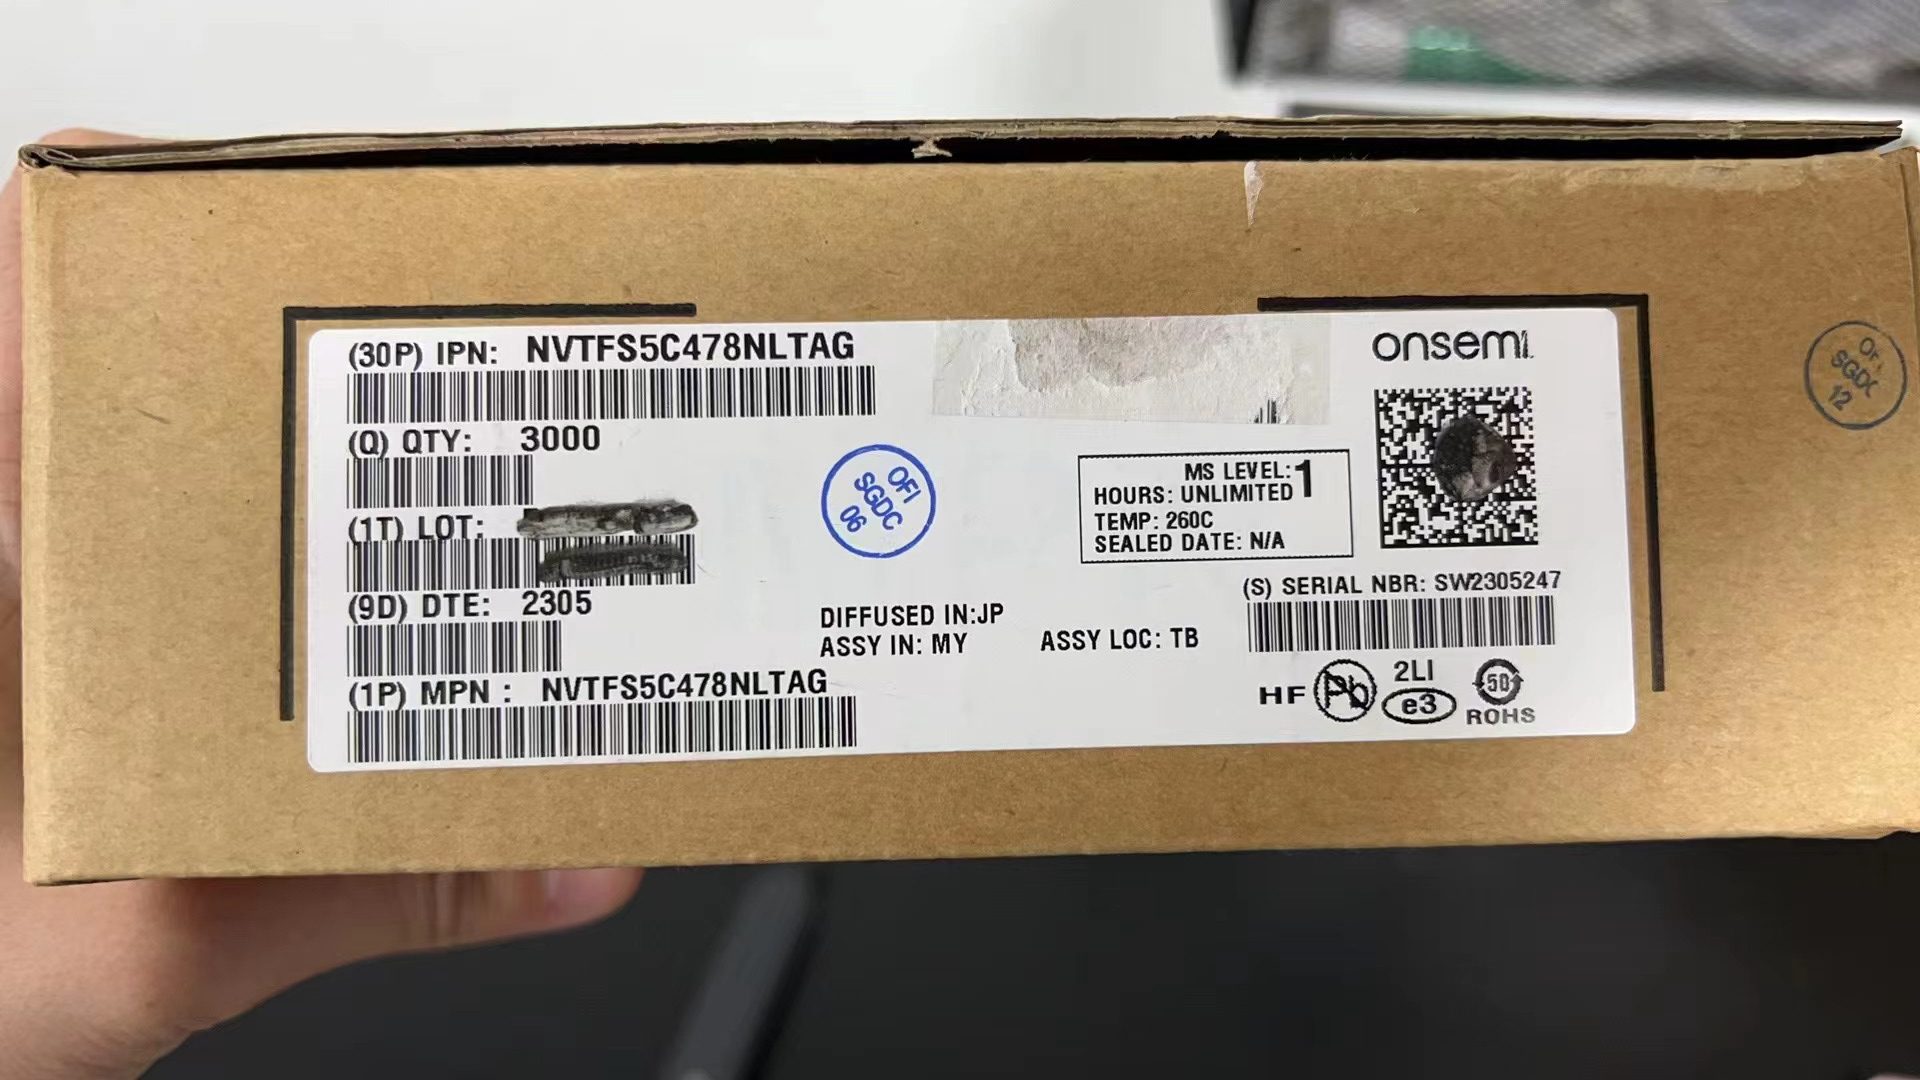 (30P) IPN: NVTFS5C478NLTAG
(Q) QTY: 3000
(1T) LOT:
(9D) DTE: 2305
(1P) MPN : NVTFS5C478NLTAG
OFI
SGDC
06
DIFFUSED IN:JP
ASSY IN: MY
ASSY LOC: TB
onsemi
MS LEVEL: 1
HOURS: UNLIMITED
TEMP: 260C
SEALED DATE: N/A
(S) SERIAL NBR: SW2305247
HF
Pb
2LI
e3
50
ROHS
SGDC
12